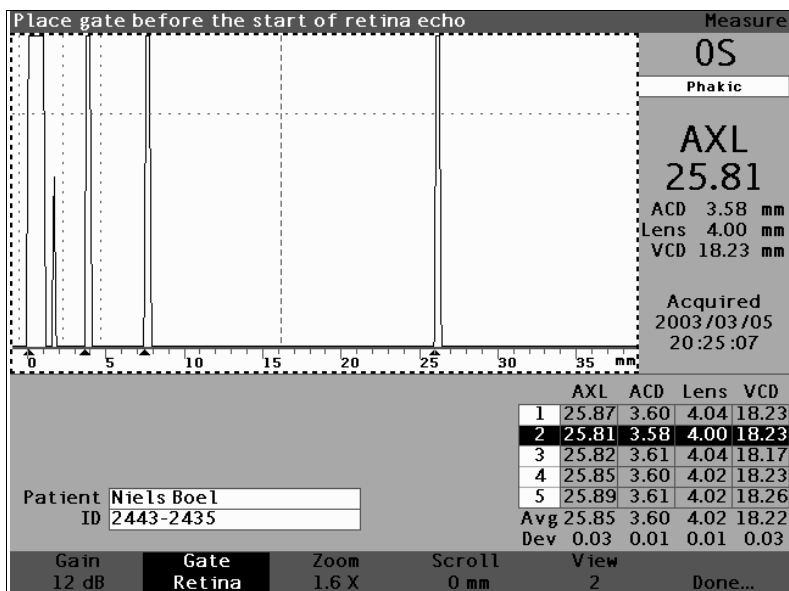 Place gate before the start of retina echo Measure
OS
Phakic
AXL
25.81
ACD 3.58 mm
Lens 4.00 mm
VCD 18.23 mm
Acquired
2003/03/05
20:25:07
0 5 10 15 20 25 30 35 mm
AXL ACD Lens VCD
1 25.87 3.60 4.04 18.23
2 25.81 3.58 4.00 18.23
3 25.82 3.61 4.04 18.17
4 25.85 3.60 4.02 18.23
5 25.89 3.61 4.02 18.26
Avg 25.85 3.60 4.02 18.22
Dev 0.03 0.01 0.01 0.03
Patient Niels Boel
ID 2443-2435
Gain Gate Zoom Scroll View
12 dB Retina 1.6 X 0 mm 2 Done...